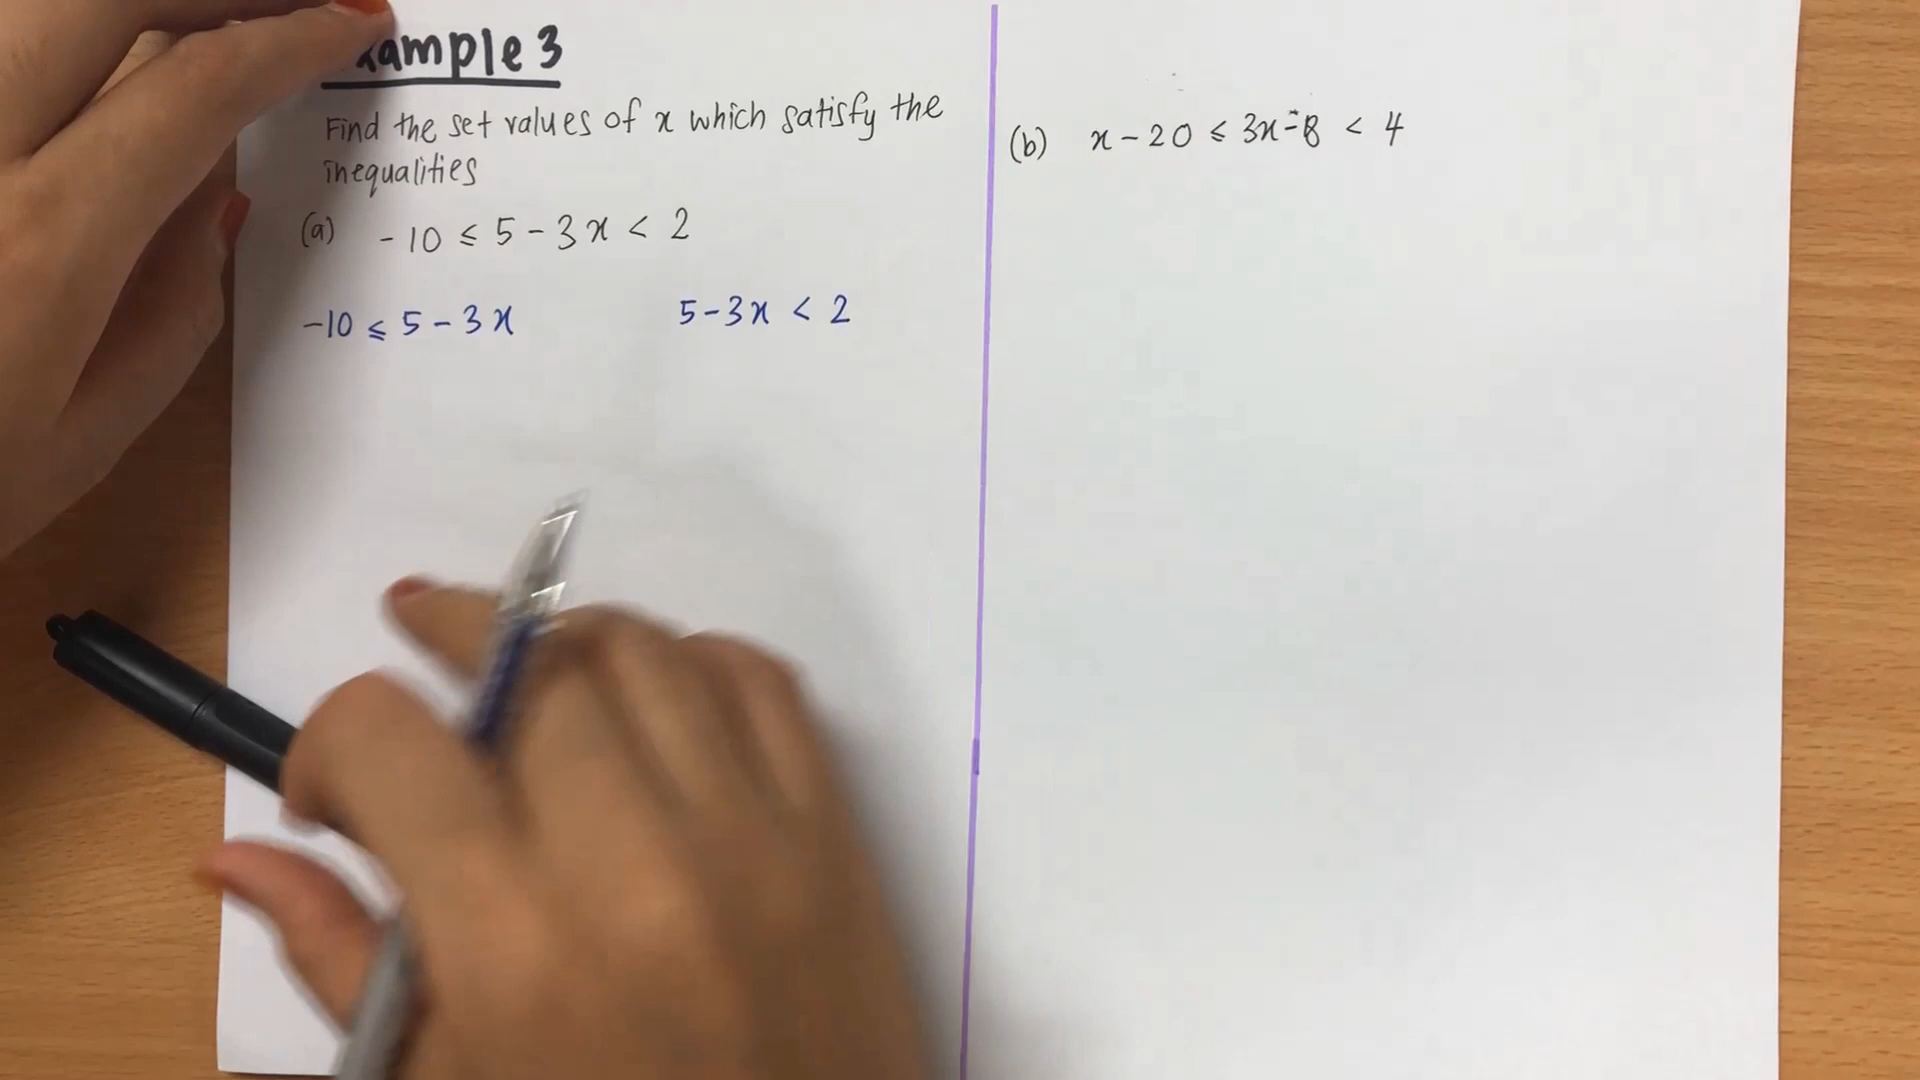 xample 3
Find the set values of x which satisfy the
inequalities
(a) -10 ≤ 5 - 3x < 2
-10 ≤ 5 - 3x
5 - 3x < 2
(b) x - 20 ≤ 3x - 8 < 4